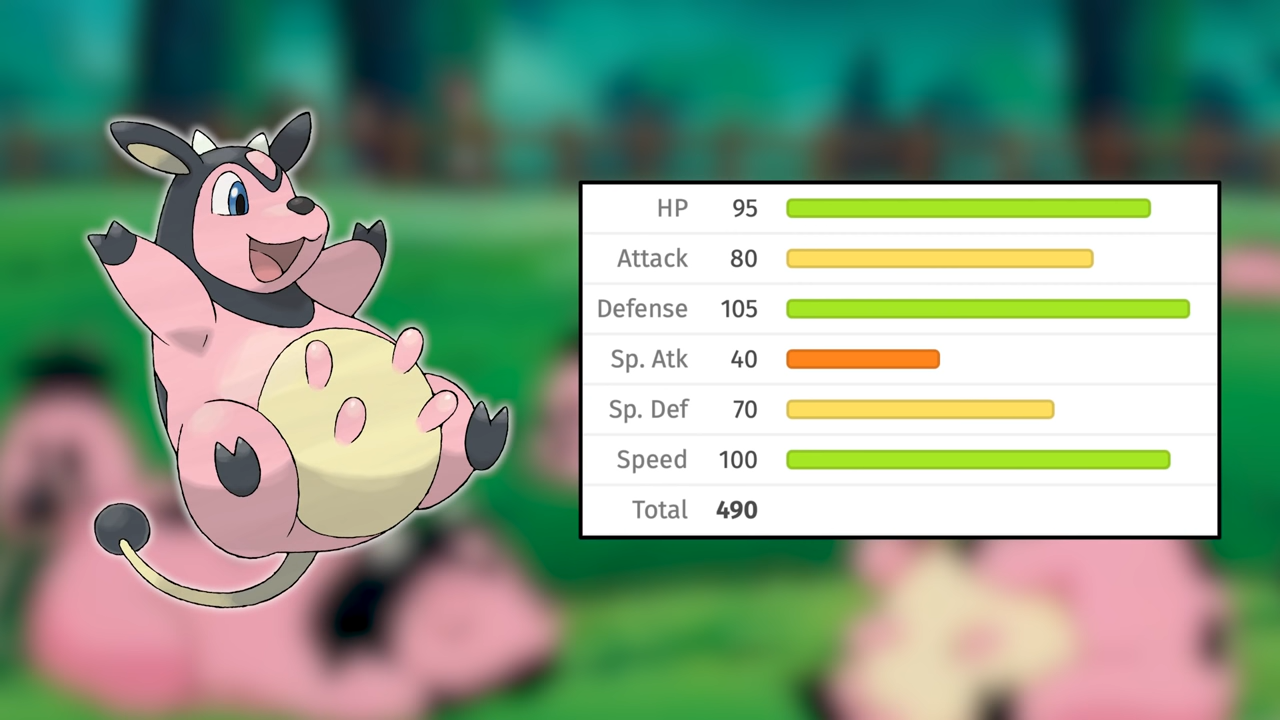 HP 95
Attack 80
Defense 105
Sp. Atk 40
Sp. Def 70
Speed 100
Total 490